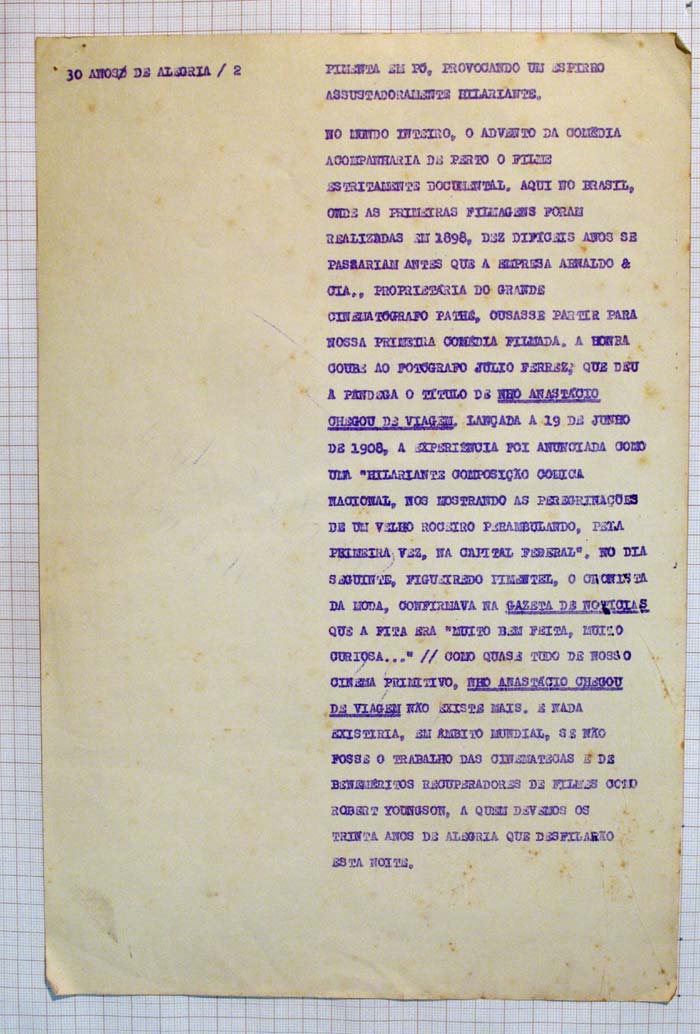 30 ANOS DE ALEGRIA / 2
PIMENTA EM PÓ, PROVOCANDO UM ESPIRRO
ASSUSTADORAMENTE HILARIANTE.
NO MUNDO INTEIRO, O ADVENTO DA COMÉDIA
ACOMPANHARIA DE PERTO O FILME
ESTRITAMENTE DOCUMENTAL. AQUI NO BRASIL,
ONDE AS PRIMEIRAS FILMAGENS FORAM
REALIZADAS EM 1898, DEZ DIFÍCEIS ANOS SE
PASSARIAM ANTES QUE A EMPRESA ARNALDO &
CIA., PROPRIETÁRIA DO GRANDE
CINEMATÓGRAFO PATHÉ, OUSASSE PARTIR PARA
NOSSA PRIMEIRA COMÉDIA FILMADA. A HONRA
COUBE AO FOTÓGRAFO JÚLIO FERREZ, QUE DEU
À PÂNDEGA O TÍTULO DE NHO ANASTÁCIO
CHEGOU DE VIAGEM. LANÇADA A 19 DE JUNHO
DE 1908, A EXPERIÊNCIA FOI ANUNCIADA COMO
UMA "HILARIANTE COMPOSIÇÃO COMICA
NACIONAL, NOS MOSTRANDO AS PEREGRINAÇÕES
DE UM VELHO ROCEIRO PERAMBULANDO, PELA
PRIMEIRA VEZ, NA CAPITAL FEDERAL". NO DIA
SEGUINTE, FIGUEIREDO PIMENTEL, O CRONISTA
DA MODA, CONFIRMAVA NA GAZETA DE NOTICIAS
QUE A FITA ERA "MUITO BEM FEITA, MUITO
CURIOSA..." // COMO QUASE TUDO DE NOSSO
CINEMA PRIMITIVO, NHO ANASTÁCIO CHEGOU
DE VIAGEM NÃO EXISTE MAIS. E NADA
EXISTIRIA, EM ÂMBITO MUNDIAL, SE NÃO
FOSSE O TRABALHO DAS CINEMATECAS E DE
BENEMÉRITOS RECUPERADORES DE FILMES COMO
ROBERT YOUNGSON, A QUEM DEVEMOS OS
TRINTA ANOS DE ALEGRIA QUE DESFILARÃO
ESTA NOITE.